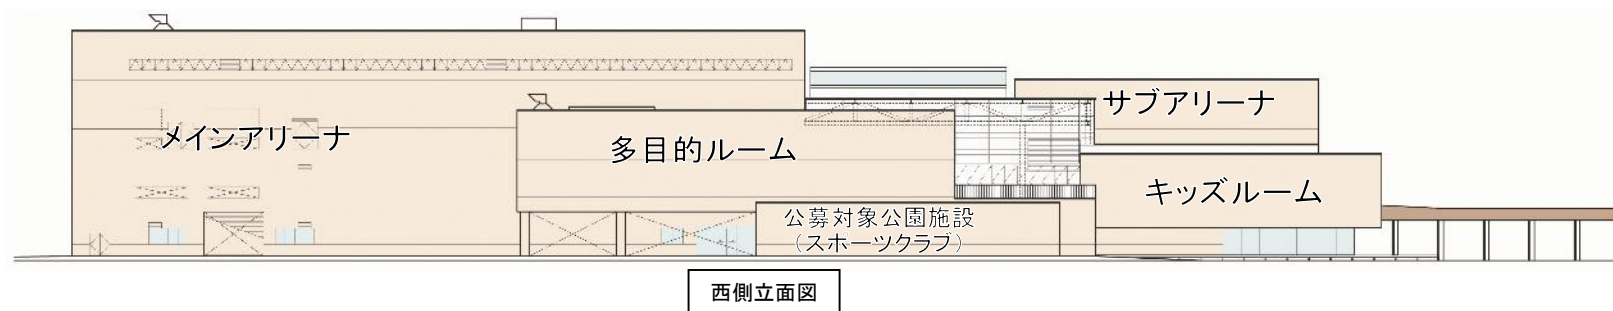 サブアリーナ
メインアリーナ
多目的ルーム
キッズルーム
公募対象公園施設
（スポーツクラブ）
西側立面図